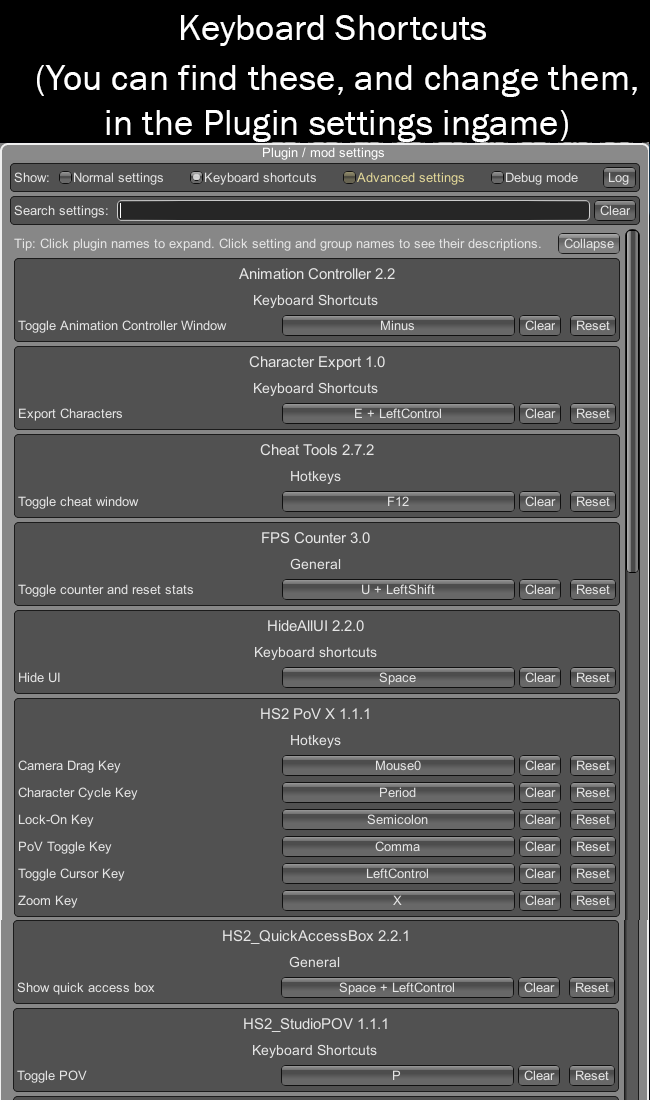 Keyboard Shortcuts
(You can find these, and change them,
in the Plugin settings ingame)
Plugin / mod settings
Show: Normal settings Keyboard shortcuts Advanced settings Debug mode Log
Search settings: Clear
Tip: Click plugin names to expand. Click setting and group names to see their descriptions. Collapse
Animation Controller 2.2
Keyboard Shortcuts
Toggle Animation Controller Window Minus Clear Reset
Character Export 1.0
Keyboard Shortcuts
Export Characters E + LeftControl Clear Reset
Cheat Tools 2.7.2
Hotkeys
Toggle cheat window F12 Clear Reset
FPS Counter 3.0
General
Toggle counter and reset stats U + LeftShift Clear Reset
HideAllUI 2.2.0
Keyboard shortcuts
Hide UI Space Clear Reset
HS2 PoV X 1.1.1
Hotkeys
Camera Drag Key Mouse0 Clear Reset
Character Cycle Key Period Clear Reset
Lock-On Key Semicolon Clear Reset
PoV Toggle Key Comma Clear Reset
Toggle Cursor Key LeftControl Clear Reset
Zoom Key X Clear Reset
HS2_QuickAccessBox 2.2.1
General
Show quick access box Space + LeftControl Clear Reset
HS2_StudioPOV 1.1.1
Keyboard Shortcuts
Toggle POV P Clear Reset